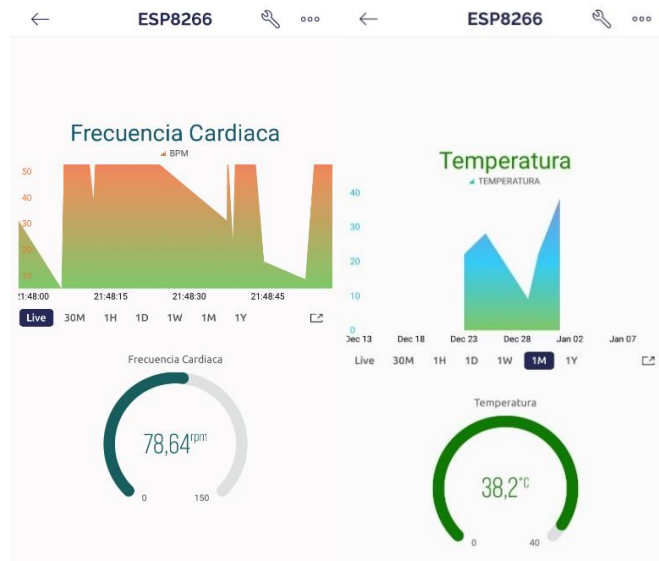 ESP8266
Frecuencia Cardiaca
BPM
50
40
30
20
10
21:48:00 21:48:15 21:48:30 21:48:45
Live 30M 1H 1D 1W 1M 1Y
Frecuencia Cardiaca
78,64rpm
0 150
ESP8266
Temperatura
TEMPERATURA
40
30
20
10
0
Dec 13 Dec 18 Dec 23 Dec 28 Jan 02 Jan 07
Live 30M 1H 1D 1W 1M 1Y
Temperatura
38,2°C
0 40